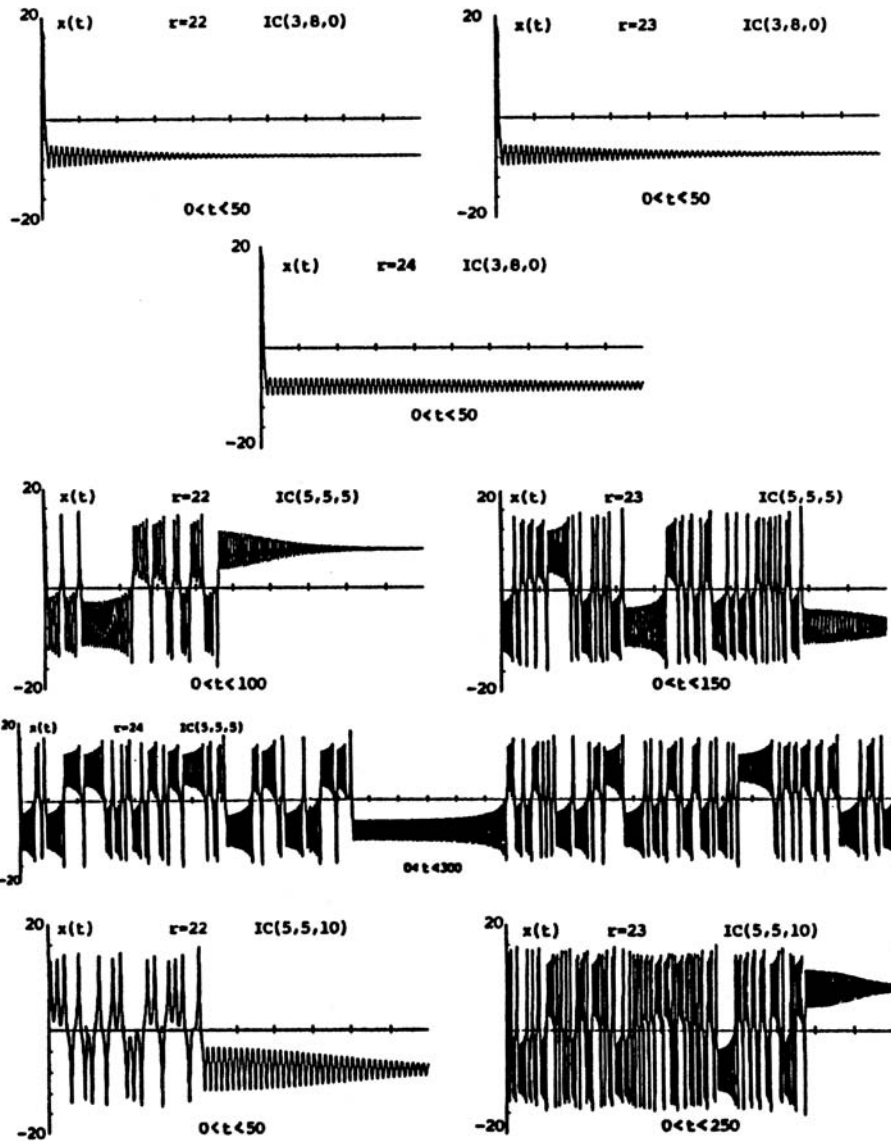 20 x(t) r=22 IC(3,8,0)
-20 0<t<50
20 x(t) r=23 IC(3,8,0)
-20 0<t<50
20 x(t) r=24 IC(3,8,0)
-20 0<t<50
20 x(t) r=22 IC(5,5,5)
-20 0<t<100
20 x(t) r=23 IC(5,5,5)
-20 0<t<150
20 x(t) r=24 IC(5,5,5)
-20 0<t<300
20 x(t) r=22 IC(5,5,10)
-20 0<t<50
20 x(t) r=23 IC(5,5,10)
-20 0<t<250